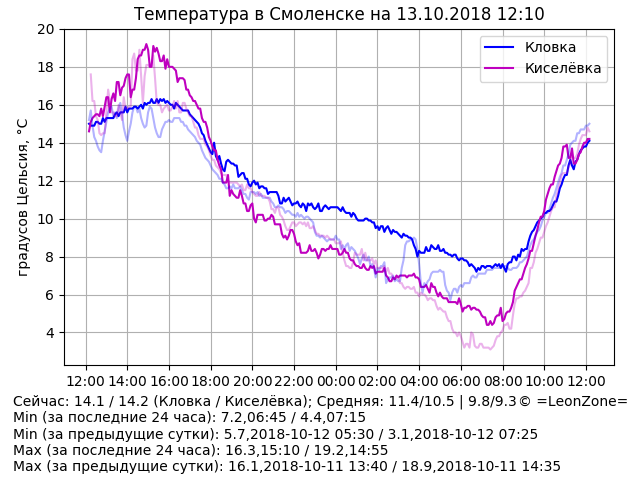 Температура в Смоленске на 13.10.2018 12:10
градусов Цельсия, °C
20
18
16
14
12
10
8
6
4
Кловка
Киселёвка
12:00 14:00 16:00 18:00 20:00 22:00 00:00 02:00 04:00 06:00 08:00 10:00 12:00
Сейчас: 14.1 / 14.2 (Кловка / Киселёвка); Средняя: 11.4/10.5 | 9.8/9.3© =LeonZone=
Min (за последние 24 часа): 7.2,06:45 / 4.4,07:15
Min (за предыдущие сутки): 5.7,2018-10-12 05:30 / 3.1,2018-10-12 07:25
Max (за последние 24 часа): 16.3,15:10 / 19.2,14:55
Max (за предыдущие сутки): 16.1,2018-10-11 13:40 / 18.9,2018-10-11 14:35